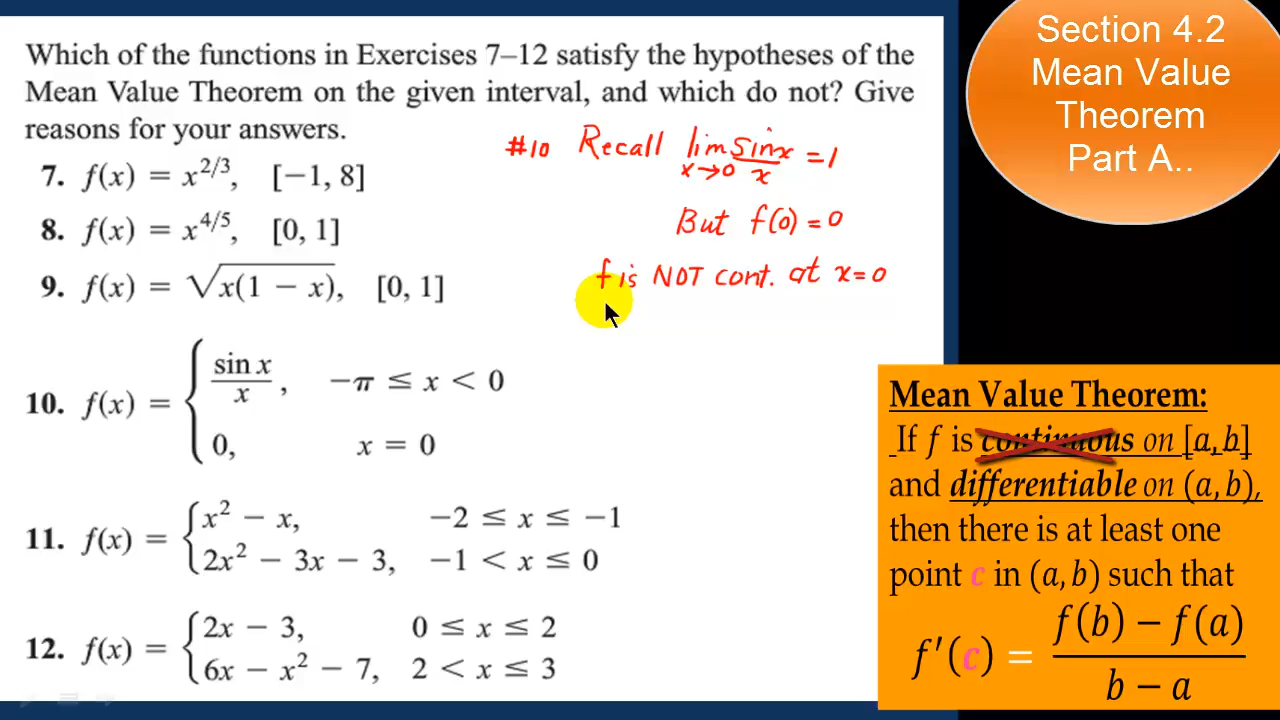 Which of the functions in Exercises 7–12 satisfy the hypotheses of the
Mean Value Theorem on the given interval, and which do not? Give
reasons for your answers.
7. f(x) = x^{2/3}, [−1, 8]
8. f(x) = x^{4/5}, [0, 1]
9. f(x) = √x(1 − x), [0, 1]
10. f(x) = { sin x / x, −π ≤ x < 0
0, x = 0
11. f(x) = { x² − x, −2 ≤ x ≤ −1
2x² − 3x − 3, −1 < x ≤ 0
12. f(x) = { 2x − 3, 0 ≤ x ≤ 2
6x − x² − 7, 2 < x ≤ 3
#10 Recall lim x→0 sinx / x = 1
But f(0) = 0
f is NOT cont. at x=0
Section 4.2
Mean Value
Theorem
Part A..
Mean Value Theorem:
If f is continuous on [a, b]
and differentiable on (a, b),
then there is at least one
point c in (a, b) such that
f′(c) = f(b) − f(a) / b − a